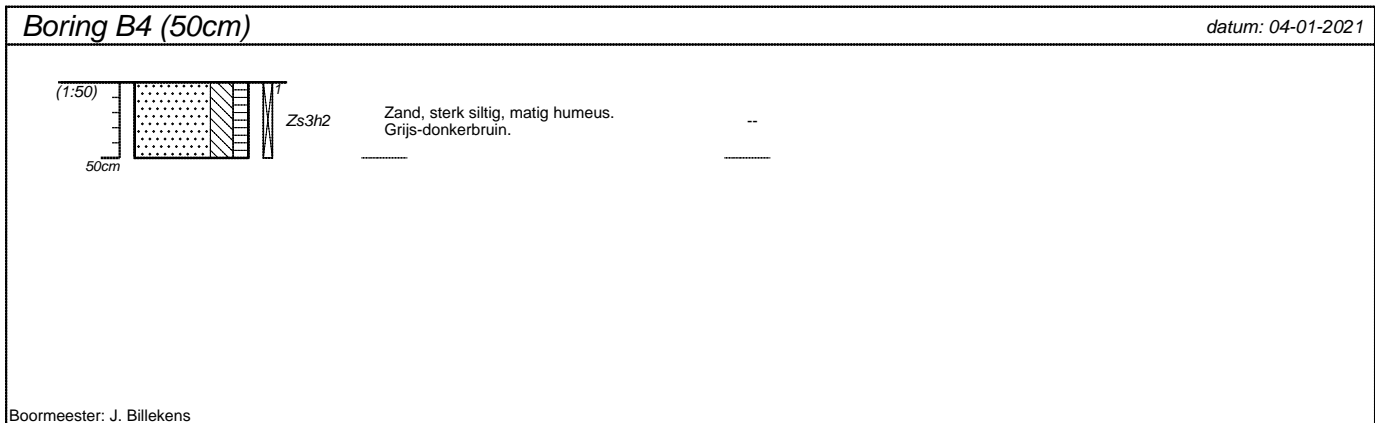 Boring B4 (50cm)
datum: 04-01-2021
(1:50)
1
Zs3h2
Zand, sterk siltig, matig humeus.
Grijs-donkerbruin.
--
50cm
Boormeester: J. Billekens